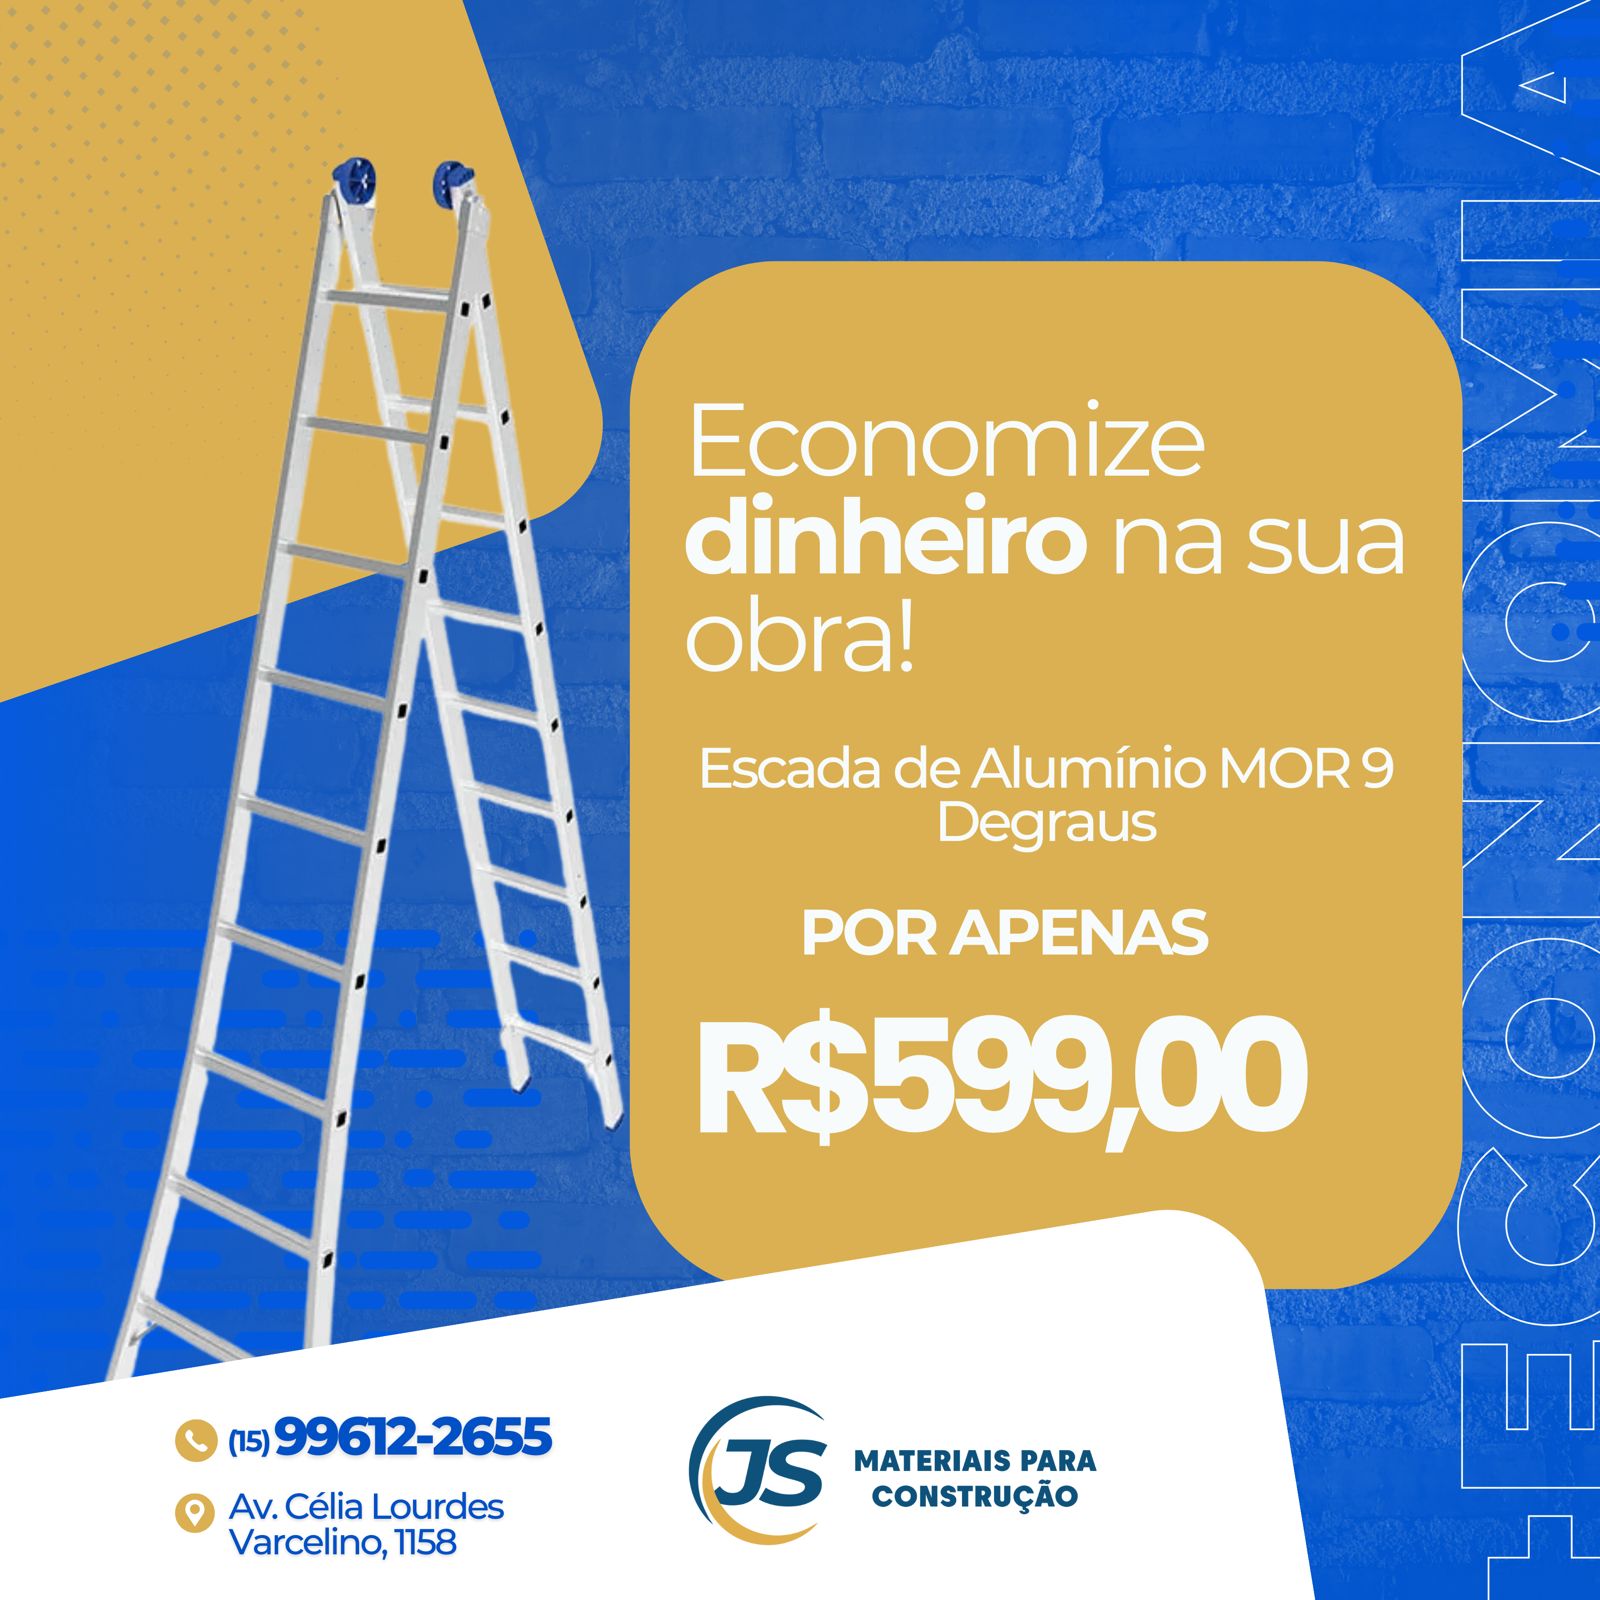 Economize
dinheiro na sua
obra!
Escada de Alumínio MOR 9
Degraus
POR APENAS
R$599,00
(15) 99612-2655
Av. Célia Lourdes
Varcelino, 1158
JS
MATERIAIS PARA
CONSTRUÇÃO
+ECONOMIA